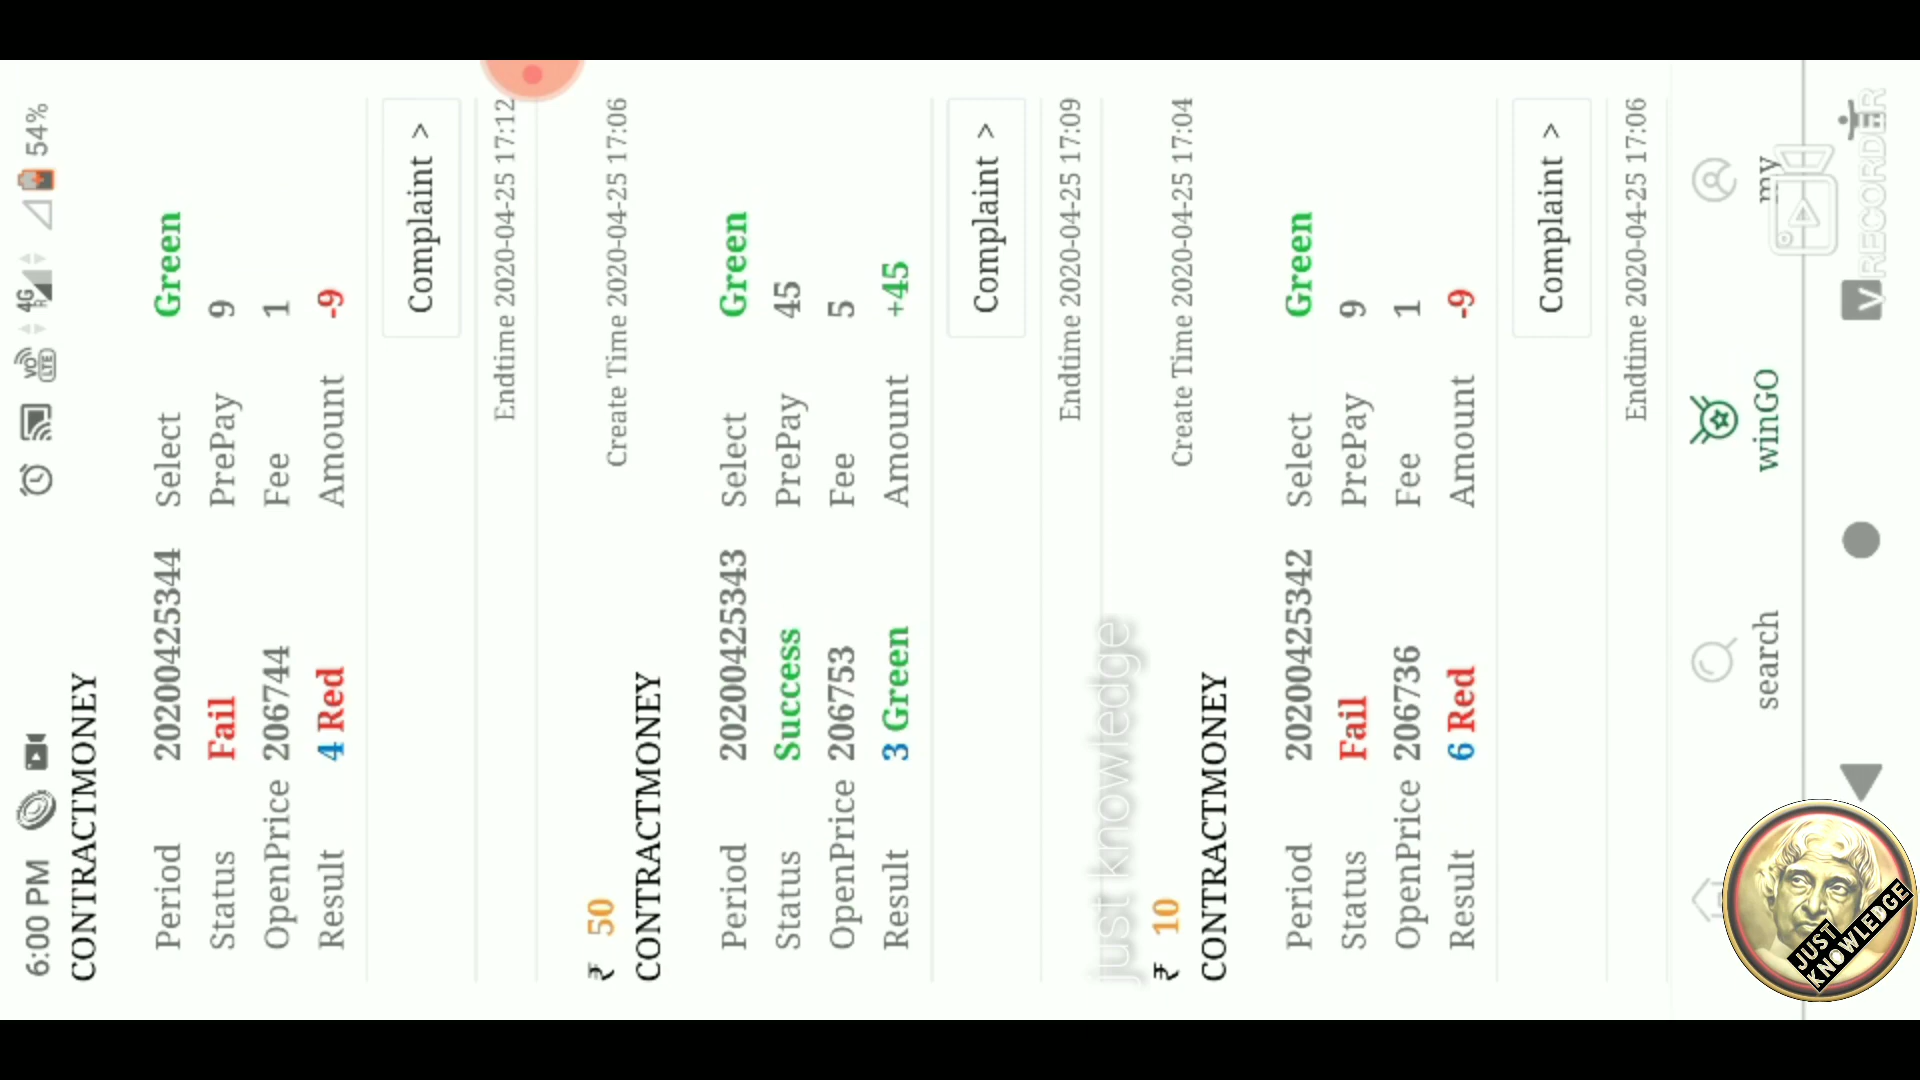 6:00 PM 4G VO LTE 54%
CONTRACTMONEY
Period 20200425344 Select Green
Status Fail PrePay 9
OpenPrice 206744 Fee 1
Result 4 Red Amount -9
Complaint >
Endtime 2020-04-25 17:12
₹ 50 Create Time 2020-04-25 17:06
CONTRACTMONEY
Period 20200425343 Select Green
Status Success PrePay 45
OpenPrice 206753 Fee 5
Result 3 Green Amount +45
Complaint >
Endtime 2020-04-25 17:09
just knowledge
₹ 10 Create Time 2020-04-25 17:04
CONTRACTMONEY
Period 20200425342 Select Green
Status Fail PrePay 9
OpenPrice 206736 Fee 1
Result 6 Red Amount -9
Complaint >
Endtime 2020-04-25 17:06
search winGO my
V RECORDER
JUST
KNOWLEDGE